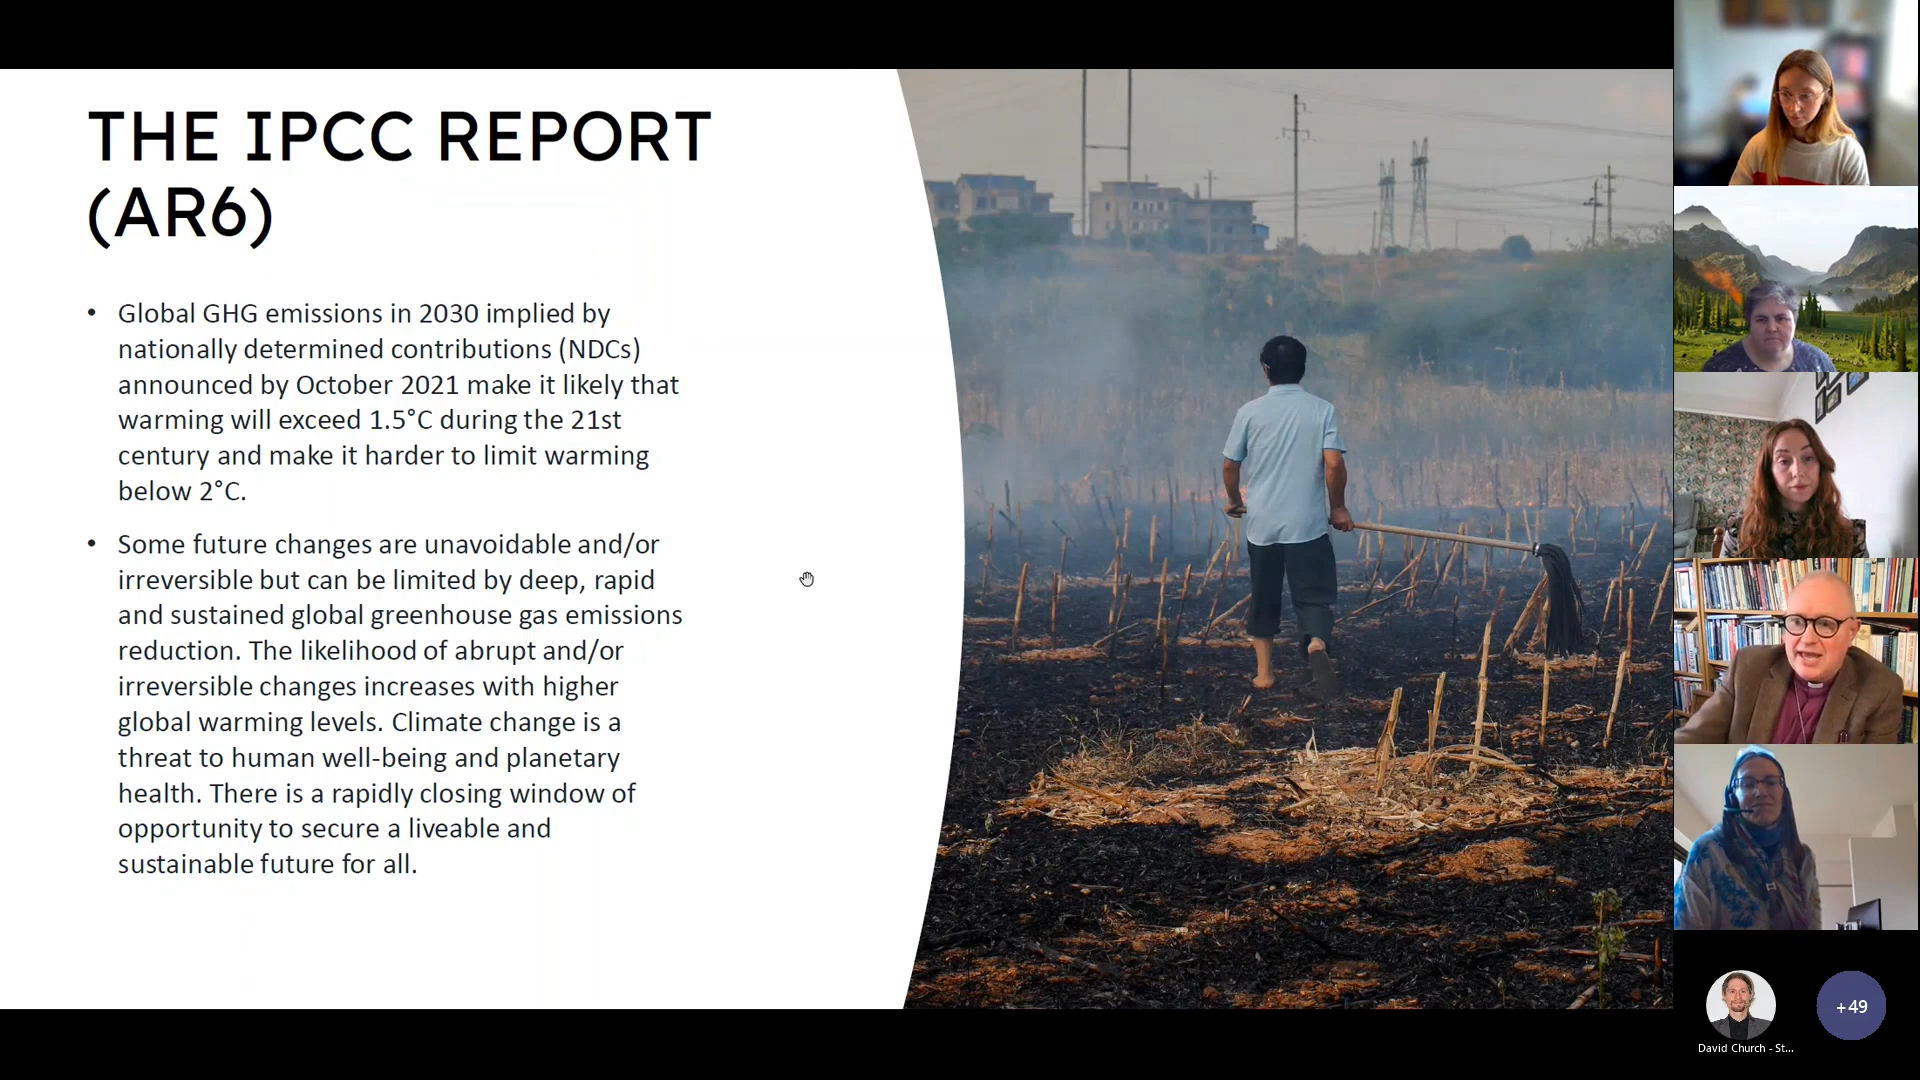 THE IPCC REPORT
(AR6)
• Global GHG emissions in 2030 implied by
nationally determined contributions (NDCs)
announced by October 2021 make it likely that
warming will exceed 1.5°C during the 21st
century and make it harder to limit warming
below 2°C.
• Some future changes are unavoidable and/or
irreversible but can be limited by deep, rapid
and sustained global greenhouse gas emissions
reduction. The likelihood of abrupt and/or
irreversible changes increases with higher
global warming levels. Climate change is a
threat to human well-being and planetary
health. There is a rapidly closing window of
opportunity to secure a liveable and
sustainable future for all.
+49
David Church - St...